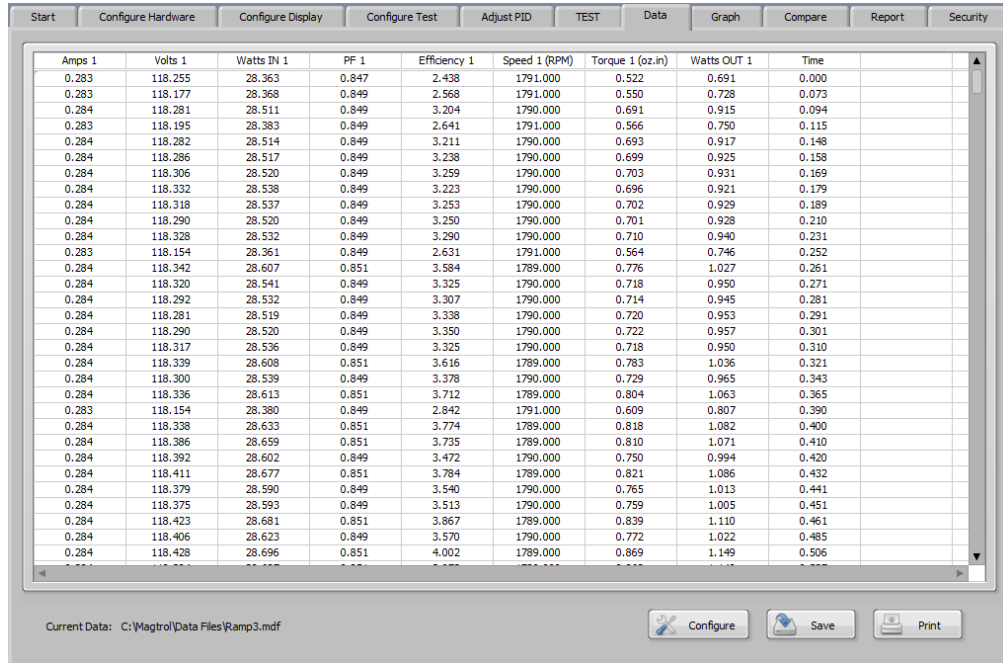 Start Configure Hardware Configure Display Configure Test Adjust PID TEST Data Graph Compare Report Security
Amps 1 Volts 1 Watts IN 1 PF 1 Efficiency 1 Speed 1 (RPM) Torque 1 (oz.in) Watts OUT 1 Time
0.283 118.255 28.363 0.847 2.438 1791.000 0.522 0.691 0.000
0.283 118.177 28.368 0.849 2.568 1791.000 0.550 0.728 0.073
0.284 118.281 28.511 0.849 3.204 1790.000 0.691 0.915 0.094
0.283 118.195 28.383 0.849 2.641 1791.000 0.566 0.750 0.115
0.284 118.282 28.514 0.849 3.211 1790.000 0.693 0.917 0.148
0.284 118.286 28.517 0.849 3.238 1790.000 0.699 0.925 0.158
0.284 118.306 28.520 0.849 3.259 1790.000 0.703 0.931 0.169
0.284 118.332 28.538 0.849 3.223 1790.000 0.696 0.921 0.179
0.284 118.318 28.537 0.849 3.253 1790.000 0.702 0.929 0.189
0.284 118.290 28.520 0.849 3.250 1790.000 0.701 0.928 0.210
0.284 118.328 28.532 0.849 3.290 1790.000 0.710 0.940 0.231
0.283 118.154 28.361 0.849 2.631 1791.000 0.564 0.746 0.252
0.284 118.342 28.607 0.851 3.584 1789.000 0.776 1.027 0.261
0.284 118.320 28.541 0.849 3.325 1790.000 0.718 0.950 0.271
0.284 118.292 28.532 0.849 3.307 1790.000 0.714 0.945 0.281
0.284 118.281 28.519 0.849 3.338 1790.000 0.720 0.953 0.291
0.284 118.290 28.520 0.849 3.350 1790.000 0.722 0.957 0.301
0.284 118.317 28.536 0.849 3.325 1790.000 0.718 0.950 0.310
0.284 118.339 28.608 0.851 3.616 1789.000 0.783 1.036 0.321
0.284 118.300 28.539 0.849 3.378 1790.000 0.729 0.965 0.343
0.284 118.336 28.613 0.851 3.712 1789.000 0.804 1.063 0.365
0.283 118.154 28.380 0.849 2.842 1791.000 0.609 0.807 0.390
0.284 118.338 28.633 0.851 3.774 1789.000 0.818 1.082 0.400
0.284 118.386 28.659 0.851 3.735 1789.000 0.810 1.071 0.410
0.284 118.392 28.602 0.849 3.472 1790.000 0.750 0.994 0.420
0.284 118.411 28.677 0.851 3.784 1789.000 0.821 1.086 0.432
0.284 118.379 28.590 0.849 3.540 1790.000 0.765 1.013 0.441
0.284 118.375 28.593 0.849 3.513 1790.000 0.759 1.005 0.451
0.284 118.423 28.681 0.851 3.867 1789.000 0.839 1.110 0.461
0.284 118.406 28.623 0.849 3.570 1790.000 0.772 1.022 0.485
0.284 118.428 28.696 0.851 4.002 1789.000 0.869 1.149 0.506
Current Data: C:\Magtrol\Data Files\Ramp3.mdf Configure Save Print